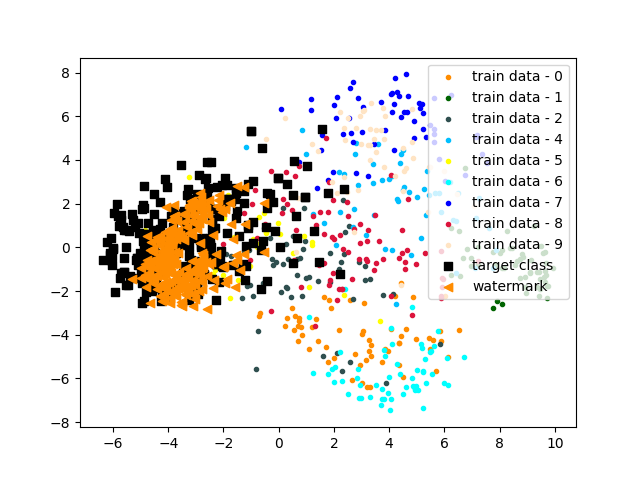 8
6
4
2
0
−2
−4
−6
−8
−6
−4
−2
0
2
4
6
8
10
train data - 0
train data - 1
train data - 2
train data - 4
train data - 5
train data - 6
train data - 7
train data - 8
train data - 9
target class
watermark